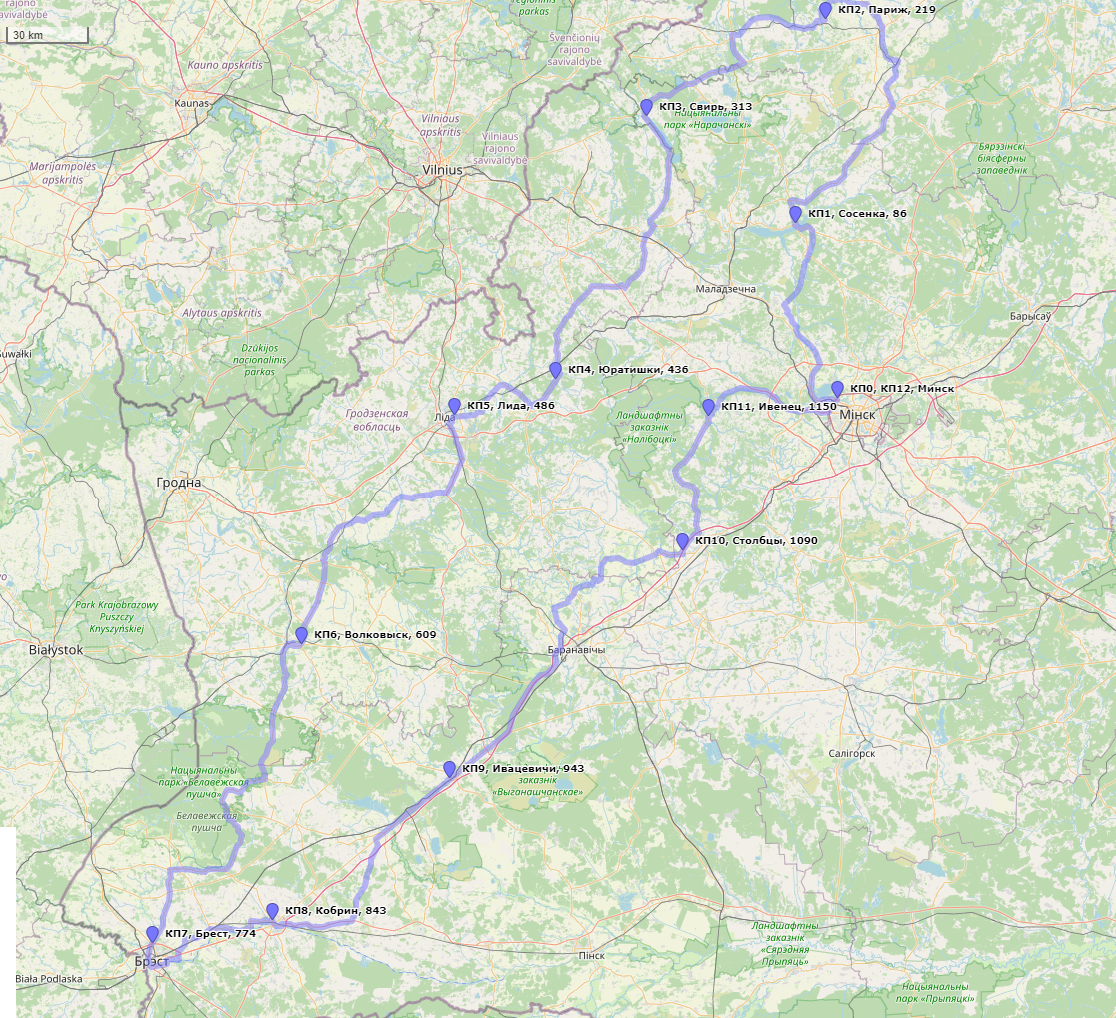 rajono
savivaldybė
30 km
regioninis
parkas
КП2, Париж, 219
Švenčionių
rajono
savivaldybė
Kauno apskritis
Kaunas
Vilniaus
apskritis
Vilnius
Vilniaus
rajono
savivaldybė
КП3, Свирь, 313
Нацыянальны
парк «Нарачанскі»
Бярэзінскі
біясферны
запаведнік
Marijampolės
apskritis
КП1, Сосенка, 86
Маладзечна
Барысаў
Alytaus apskritis
Suwałki
Dzūkijos
nacionalinis
parkas
КП4, Юратишки, 436
КП0, КП12, Минск
Мінск
КП5, Лида, 486
Ліда
Гродзенская
вобласць
КП11, Ивенец, 1150
Ландшафтны
заказнік
«Налібоцкі»
Гродна
КП10, Столбцы, 1090
Park Krajobrazowy
Puszczy
Knyszyńskiej
Białystok
КП6, Волковыск, 609
Баранавічы
Салігорск
КП9, Ивацевичи, 943
заказнік
«Выганашчанскае»
Нацыянальны
парк «Белавежская
пушча»
Белавежская
пушча
КП8, Кобрин, 843
КП7, Брест, 774
Брэст
Biała Podlaska
Пінск
Ландшафтны
заказнік
«Сярэдняя
Прыпяць»
Нацыянальны
парк «Прыпяцкі»